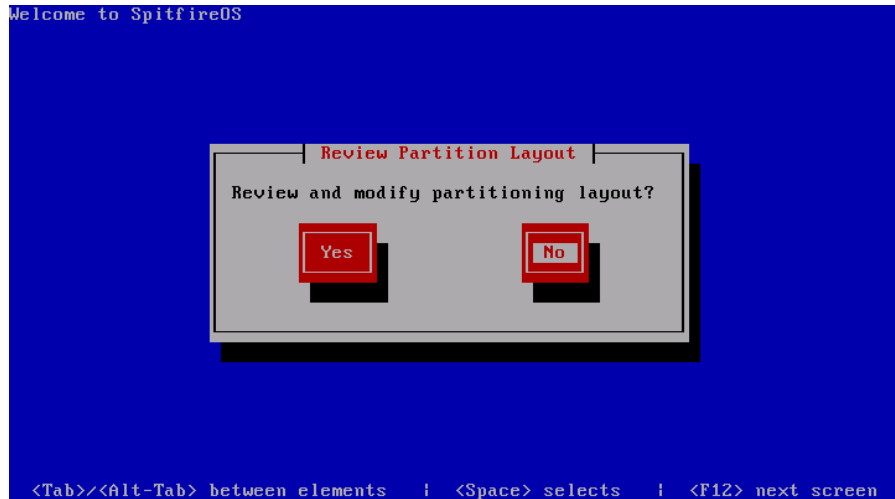 Welcome to SpitfireOS
Review Partition Layout
Review and modify partitioning layout?
Yes No
<Tab>/<Alt-Tab> between elements | <Space> selects | <F12> next screen